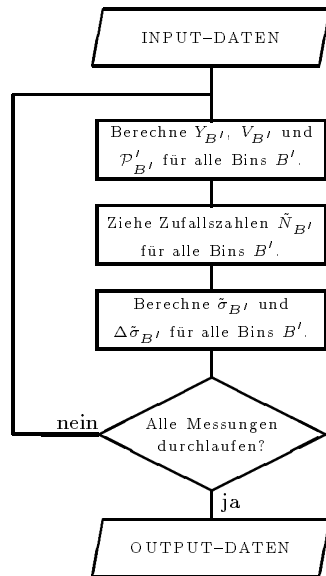 INPUT–DATEN
Berechne Y_{B′}, V_{B′} und
𝒫′_{B′} für alle Bins B′.
Ziehe Zufallszahlen Ñ_{B′}
für alle Bins B′.
Berechne σ̃_{B′} und
Δσ̃_{B′} für alle Bins B′.
nein
Alle Messungen
durchlaufen?
ja
OUTPUT–DATEN